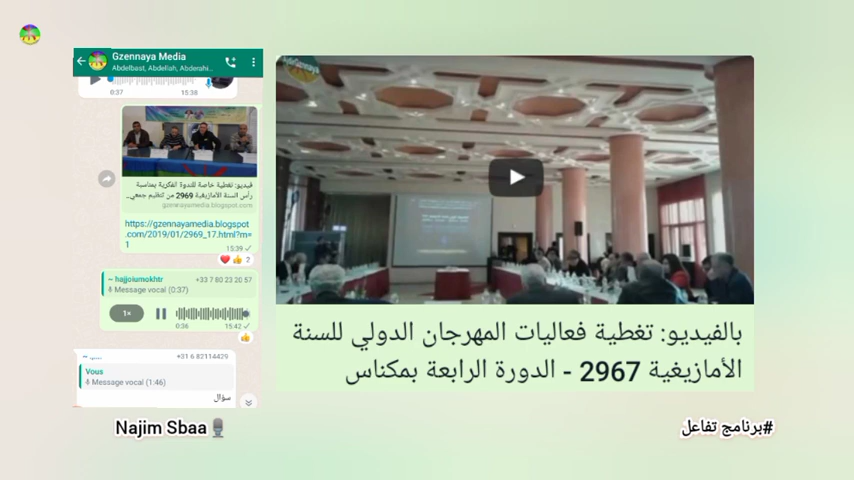 Gzennaya Media
Abdelbast, Abdellah, Abderahi..
0:37
15:38
فيديو: تغطية خاصة للندوة الفكرية بمناسبة
رأس السنة الأمازيغية 2969 من تنظيم جمعي...
gzennayamedia.blogspot.com
https://gzennayamedia.blogspot
.com/2019/01/2969_17.html?m=
1
15:39
2
~ hajjoiumokhtr
+33 7 80 23 20 57
Message vocal (0:37)
1×
0:36
15:42
+31 6 82114429
Vous
Message vocal (1:46)
سؤال
Gzennaya
بالفيديو: تغطية فعاليات المهرجان الدولي للسنة
الأمازيغية 2967 - الدورة الرابعة بمكناس
Najim Sbaa
#برنامج تفاعل